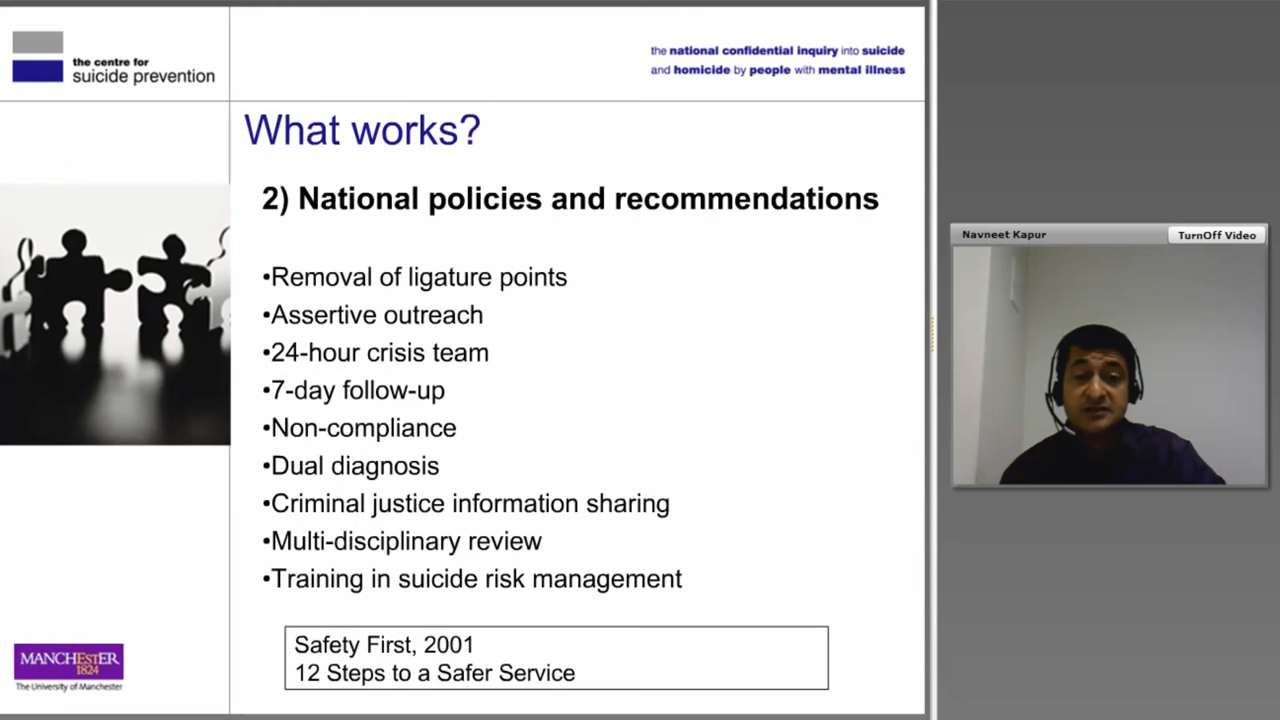 the centre for
suicide prevention
the national confidential inquiry into suicide
and homicide by people with mental illness
What works?
2) National policies and recommendations
•Removal of ligature points
•Assertive outreach
•24-hour crisis team
•7-day follow-up
•Non-compliance
•Dual diagnosis
•Criminal justice information sharing
•Multi-disciplinary review
•Training in suicide risk management
Safety First, 2001
12 Steps to a Safer Service
MANCHESTER
1824
The University of Manchester
Navneet Kapur
TurnOff Video